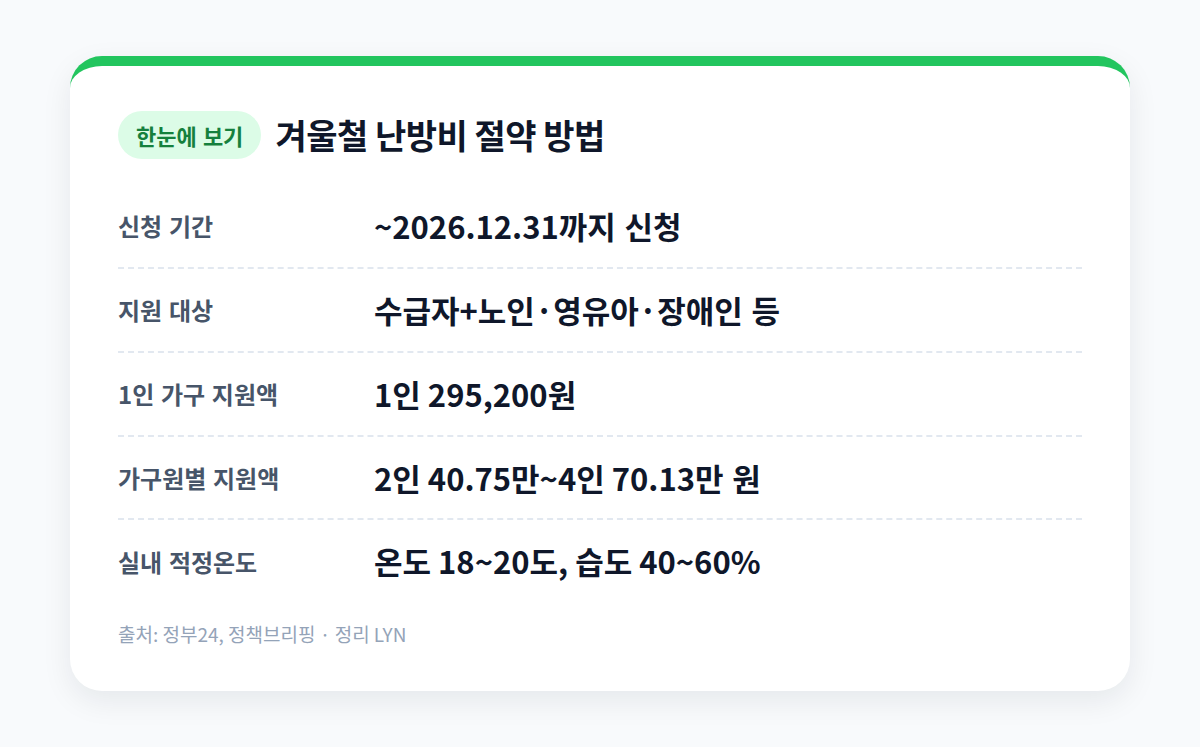 한눈에 보기 겨울철 난방비 절약 방법
신청 기간 ~2026.12.31까지 신청
지원 대상 수급자+노인·영유아·장애인 등
1인 가구 지원액 1인 295,200원
가구원별 지원액 2인 40.75만~4인 70.13만 원
실내 적정온도 온도 18~20도, 습도 40~60%
출처: 정부24, 정책브리핑 · 정리 LYN